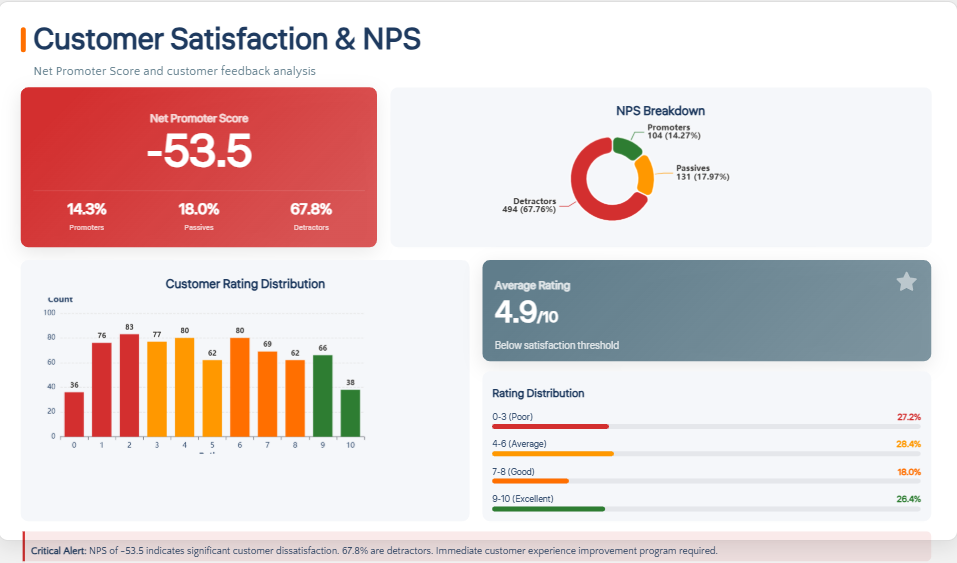 Customer Satisfaction & NPS
Net Promoter Score and customer feedback analysis
Net Promoter Score
-53.5
14.3% 18.0% 67.8%
Promoters Passives Detractors
NPS Breakdown
Promoters
104 (14.27%)
Passives
131 (17.97%)
Detractors
494 (67.76%)
Customer Rating Distribution
Count
100
80
60
40
20
0
36 76 83 77 80 62 80 69 62 66 38
0 1 2 3 4 5 6 7 8 9 10
Average Rating
4.9/10
Below satisfaction threshold
Rating Distribution
0-3 (Poor) 27.2%
4-6 (Average) 28.4%
7-8 (Good) 18.0%
9-10 (Excellent) 26.4%
Critical Alert: NPS of -53.5 indicates significant customer dissatisfaction. 67.8% are detractors. Immediate customer experience improvement program required.